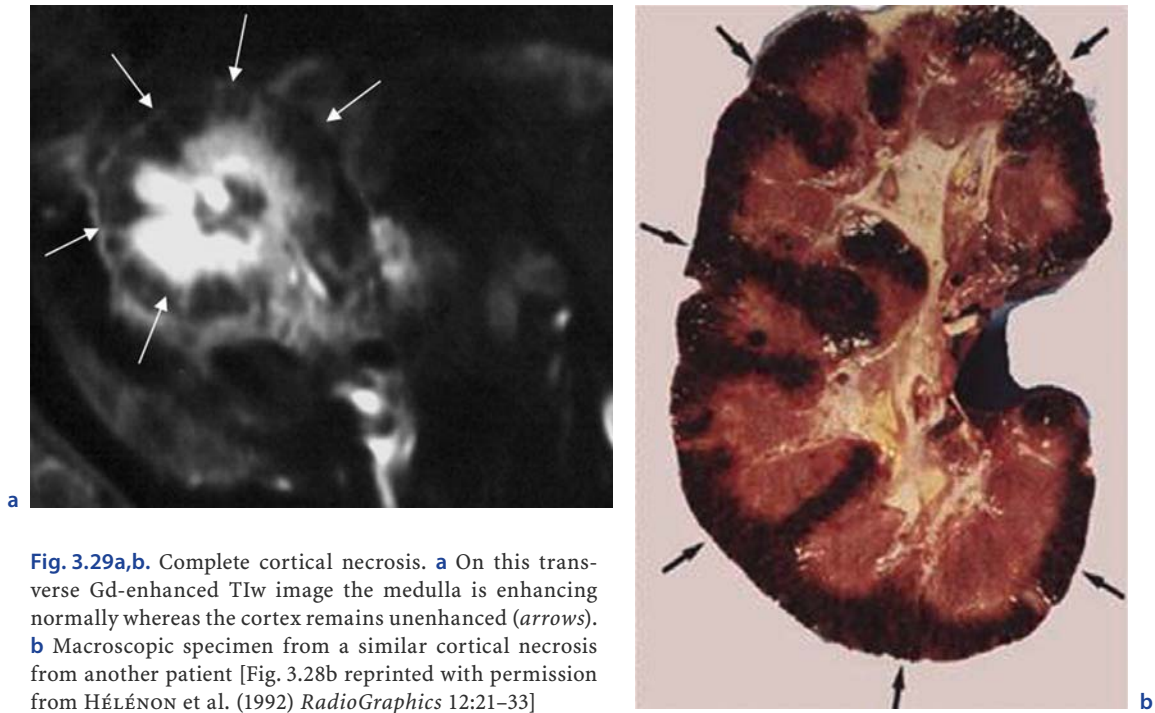 a
b
Fig. 3.29a,b. Complete cortical necrosis. a On this trans-
verse Gd-enhanced TIw image the medulla is enhancing
normally whereas the cortex remains unenhanced (arrows).
b Macroscopic specimen from a similar cortical necrosis
from another patient [Fig. 3.28b reprinted with permission
from HÉLÉNON et al. (1992) RadioGraphics 12:21–33]